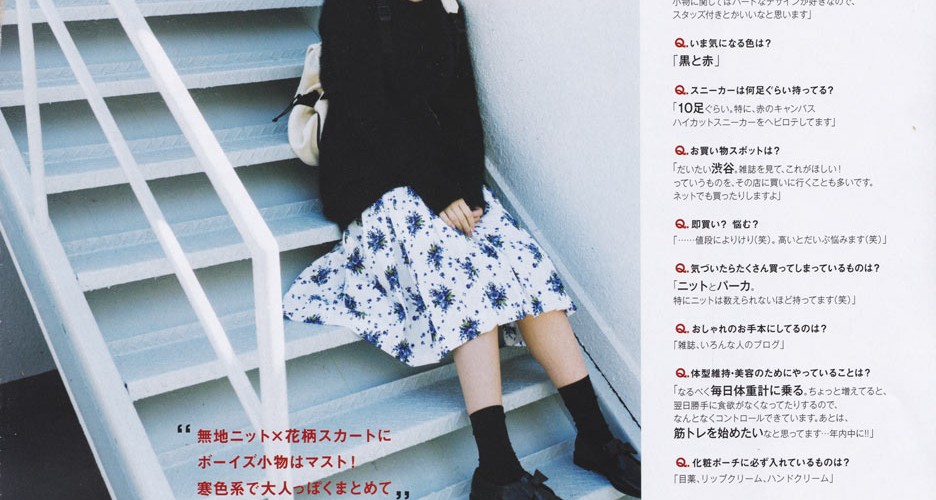 無地ニット×花柄スカートに
ボーイズ小物はマスト！
寒色系で大人っぽくまとめて
小物に関してはハードなデザインが好きなので、
スタッズ付きとかいいなと思います」
Q.いま気になる色は？
「黒と赤」
Q.スニーカーは何足ぐらい持ってる？
「10足ぐらい。特に、赤のキャンバス
ハイカットスニーカーをヘビロテしてます」
Q.お買い物スポットは？
「だいたい渋谷。雑誌を見て、これがほしい！
っていうものを、その店に買いに行くことも多いです。
ネットでも買ったりしますよ」
Q.即買い？ 悩む？
「……値段によりけり（笑）。高いとだいぶ悩みます（笑）」
Q.気づいたらたくさん買ってしまっているものは？
「ニットとパーカ。
特にニットは数えられないほど持ってます（笑）」
Q.おしゃれのお手本にしてるのは？
「雑誌、いろんな人のブログ」
Q.体型維持・美容のためにやっていることは？
「なるべく毎日体重計に乗る。ちょっと増えてると、
翌日勝手に食欲がなくなってたりするので、
なんとなくコントロールできています。あとは、
筋トレを始めたいなと思ってます…年内中に!!」
Q.化粧ポーチに必ず入れているものは？
「目薬、リップクリーム、ハンドクリーム」